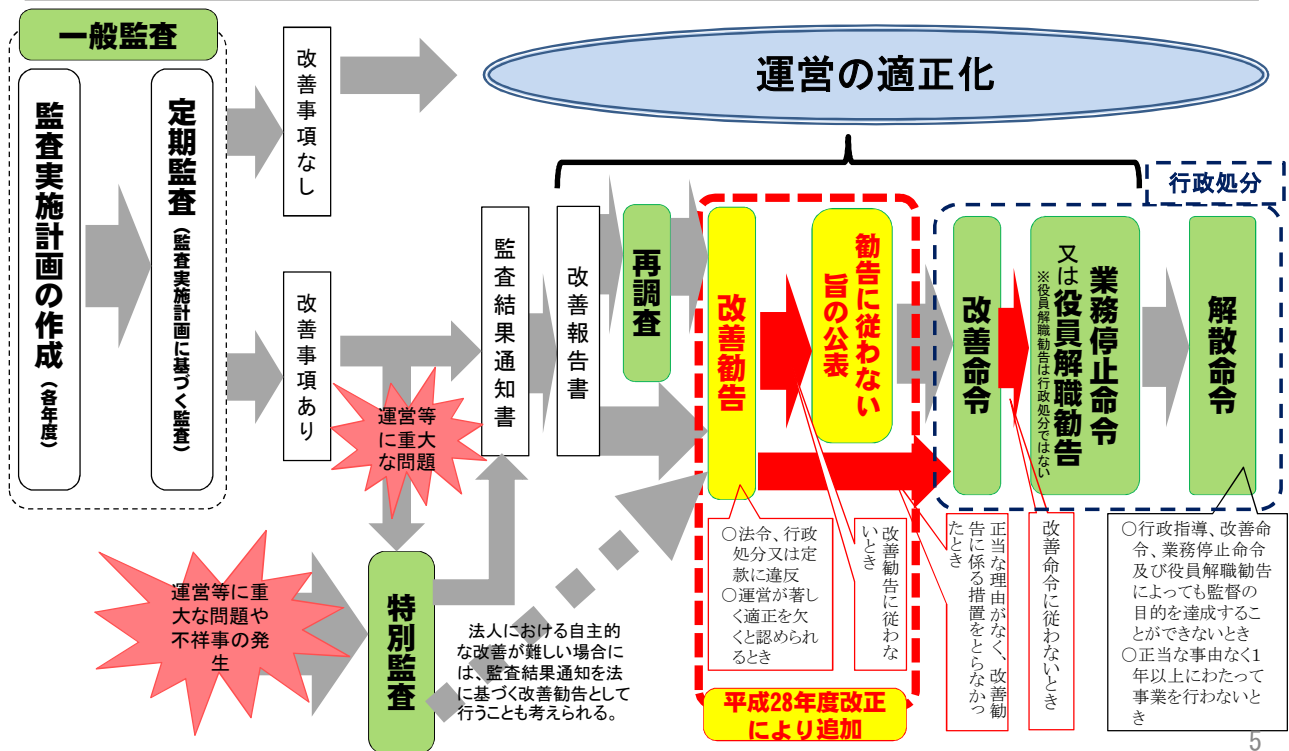 一般監査
監査実施計画の作成（各年度）
定期監査（監査実施計画に基づく監査）
改善事項なし
改善事項あり
運営の適正化
運営等
に重大
な問題
運営等に重
大な問題や
不祥事の発
生
特別監査
監査結果通知書
改善報告書
再調査
法人における自主的
な改善が難しい場合に
は、監査結果通知を法
に基づく改善勧告として
行うことも考えられる。
改善勧告
勧告に従わない
旨の公表
○法令、行政
処分又は定
款に違反
○運営が著し
く適正を欠
くと認められ
るとき
改善勧告に従わな
いとき
平成28年度改正
により追加
行政処分
改善命令
業務停止命令
又は役員解職勧告
※役員解職勧告は行政処分ではない
解散命令
正当な理由がなく、改善勧
告に係る措置をとらなかっ
たとき
改善命令に従わないとき
○行政指導、改善命
令、業務停止命令
及び役員解職勧告
によっても監督の
目的を達成するこ
とができないとき
○正当な事由なく1
年以上にわたって
事業を行わないと
き
5